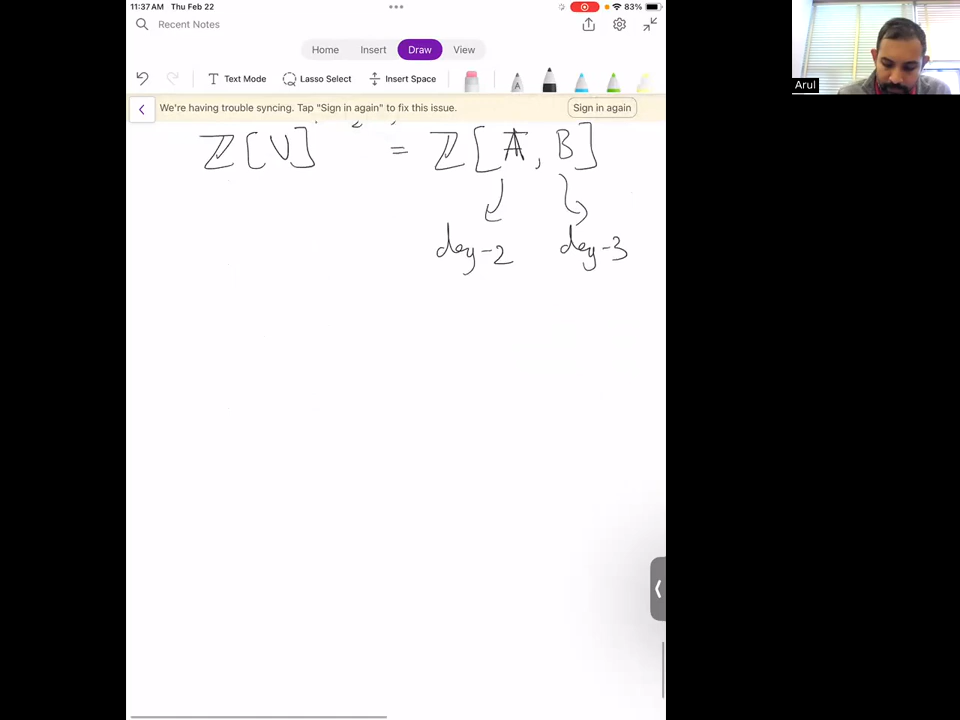 11:37 AM Thu Feb 22
83%
Recent Notes
Home Insert Draw View
Text Mode Lasso Select Insert Space
We're having trouble syncing. Tap "Sign in again" to fix this issue. Sign in again
ℤ[V] = ℤ[A, B]
deg-2 deg-3
Arul